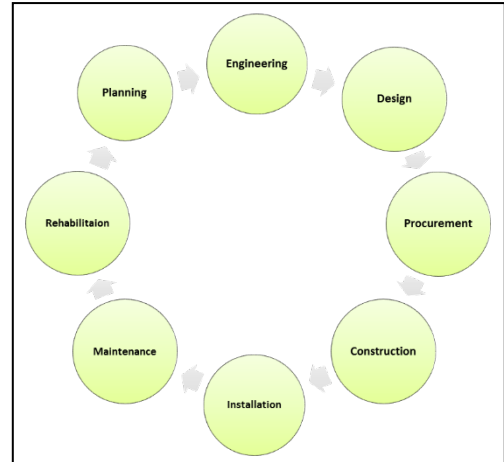 Engineering
Design
Procurement
Construction
Installation
Maintenance
Rehabilitaion
Planning